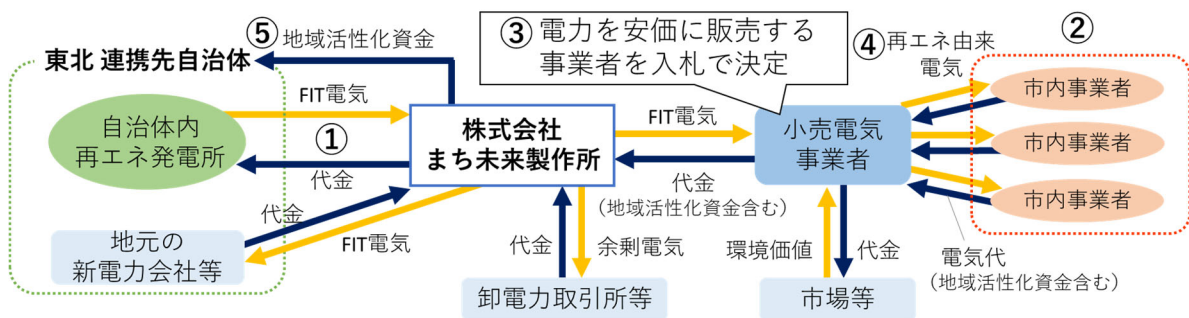 ⑤ 地域活性化資金
東北 連携先自治体
FIT電気
自治体内
再エネ発電所
①
代金
代金
FIT電気
地元の
新電力会社等
株式会社
まち未来製作所
代金
余剰電気
卸電力取引所等
③ 電力を安価に販売する
事業者を入札で決定
FIT電気
代金
（地域活性化資金含む）
小売電気
事業者
環境価値
代金
市場等
④ 再エネ由来
電気
②
市内事業者
市内事業者
市内事業者
電気代
（地域活性化資金含む）